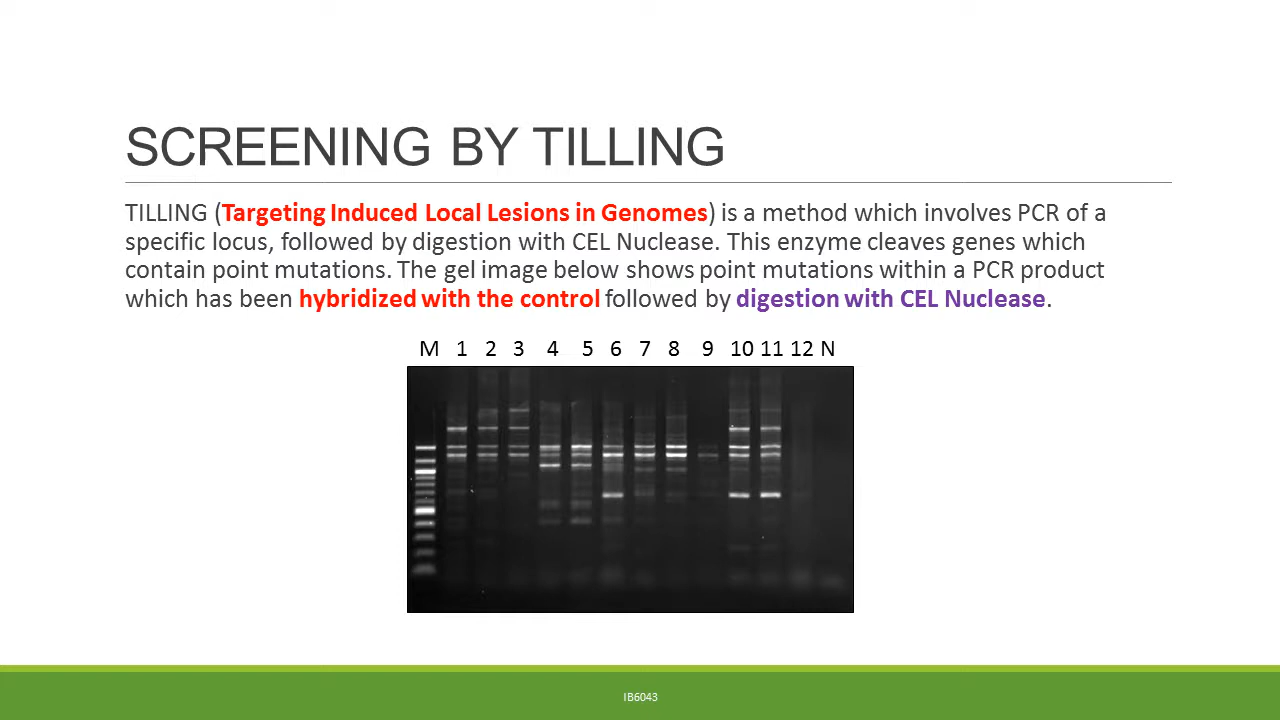 SCREENING BY TILLING
TILLING (Targeting Induced Local Lesions in Genomes) is a method which involves PCR of a
specific locus, followed by digestion with CEL Nuclease. This enzyme cleaves genes which
contain point mutations. The gel image below shows point mutations within a PCR product
which has been hybridized with the control followed by digestion with CEL Nuclease.
M 1 2 3 4 5 6 7 8 9 10 11 12 N
IB6043